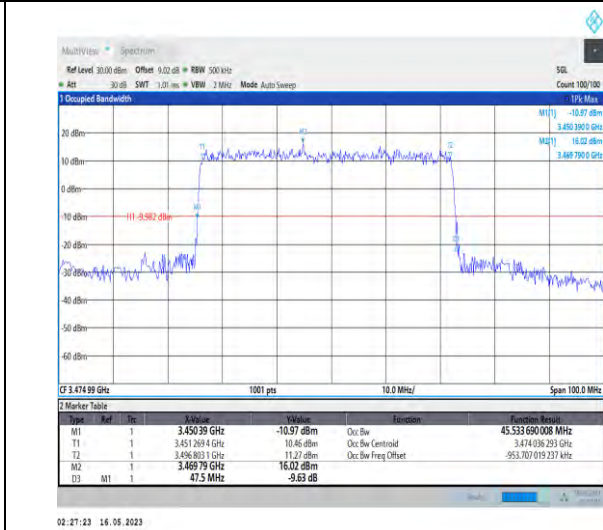 MultiView Spectrum
Ref Level 30.00 dBm Offset 9.02 dB RBW 500 kHz SGL
Att 30 dB SWT 1.01 ms VBW 2 MHz Mode Auto Sweep Count 100/100
1 Occupied Bandwidth 1Pk Max
M1[1] -10.97 dBm
3.450 390 0 GHz
M2[1] 16.02 dBm
3.469 790 0 GHz
20 dBm
10 dBm
0 dBm
-10 dBm
H1 -9.982 dBm
-30 dBm
-40 dBm
-50 dBm
-60 dBm
T1
M2
T2
M1
D3
CF 3.474 99 GHz 1001 pts 10.0 MHz/ Span 100.0 MHz
2 Marker Table
Type Ref Trc X-Value Y-Value Function Function Result
M1 1 3.450 39 GHz -10.97 dBm Occ Bw 45.533 690 008 MHz
T1 1 3.451 269 4 GHz 10.46 dBm Occ Bw Centroid 3.474 036 293 GHz
T2 1 3.496 803 1 GHz 11.27 dBm Occ Bw Freq Offset -953.707 019 237 kHz
M2 1 3.469 79 GHz 16.02 dBm
D3 M1 1 47.5 MHz -9.63 dB
02:27:23 16.05.2023